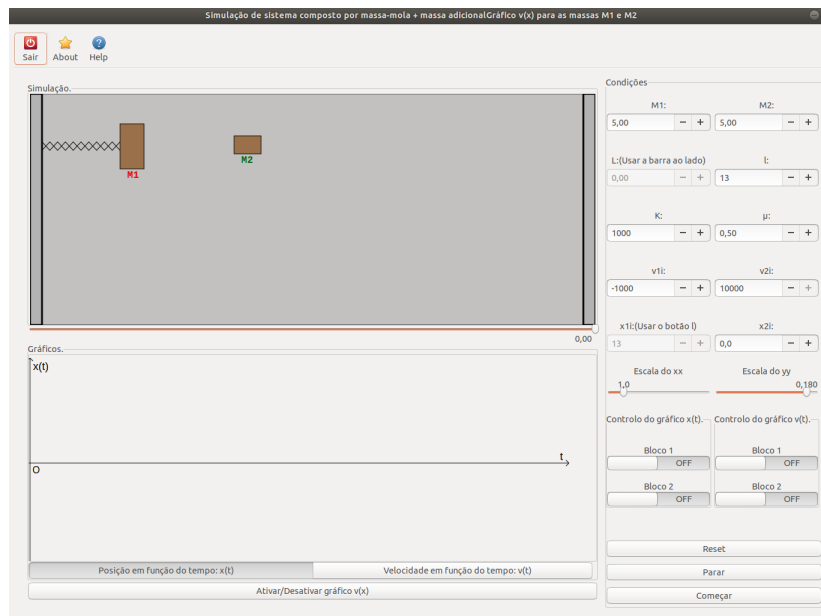 Simulação de sistema composto por massa-mola + massa adicionalGráfico v(x) para as massas M1 e M2
Sair About Help
Simulação.
M1
M2
0,00
Gráficos.
x(t)
t
O
Posição em função do tempo: x(t) Velocidade em função do tempo: v(t)
Ativar/Desativar gráfico v(x)
Condições
M1: M2:
5,00 − + 5,00 − +
L:(Usar a barra ao lado) l:
0,00 − + 13 − +
K: μ:
1000 − + 0,50 − +
v1i: v2i:
-1000 − + 10000 − +
x1i:(Usar o botão l) x2i:
13 − + 0,0 − +
Escala do xx Escala do yy
1,0 0,180
Controlo do gráfico x(t). Controlo do gráfico v(t).
Bloco 1 Bloco 1
OFF OFF
Bloco 2 Bloco 2
OFF OFF
Reset
Parar
Começar